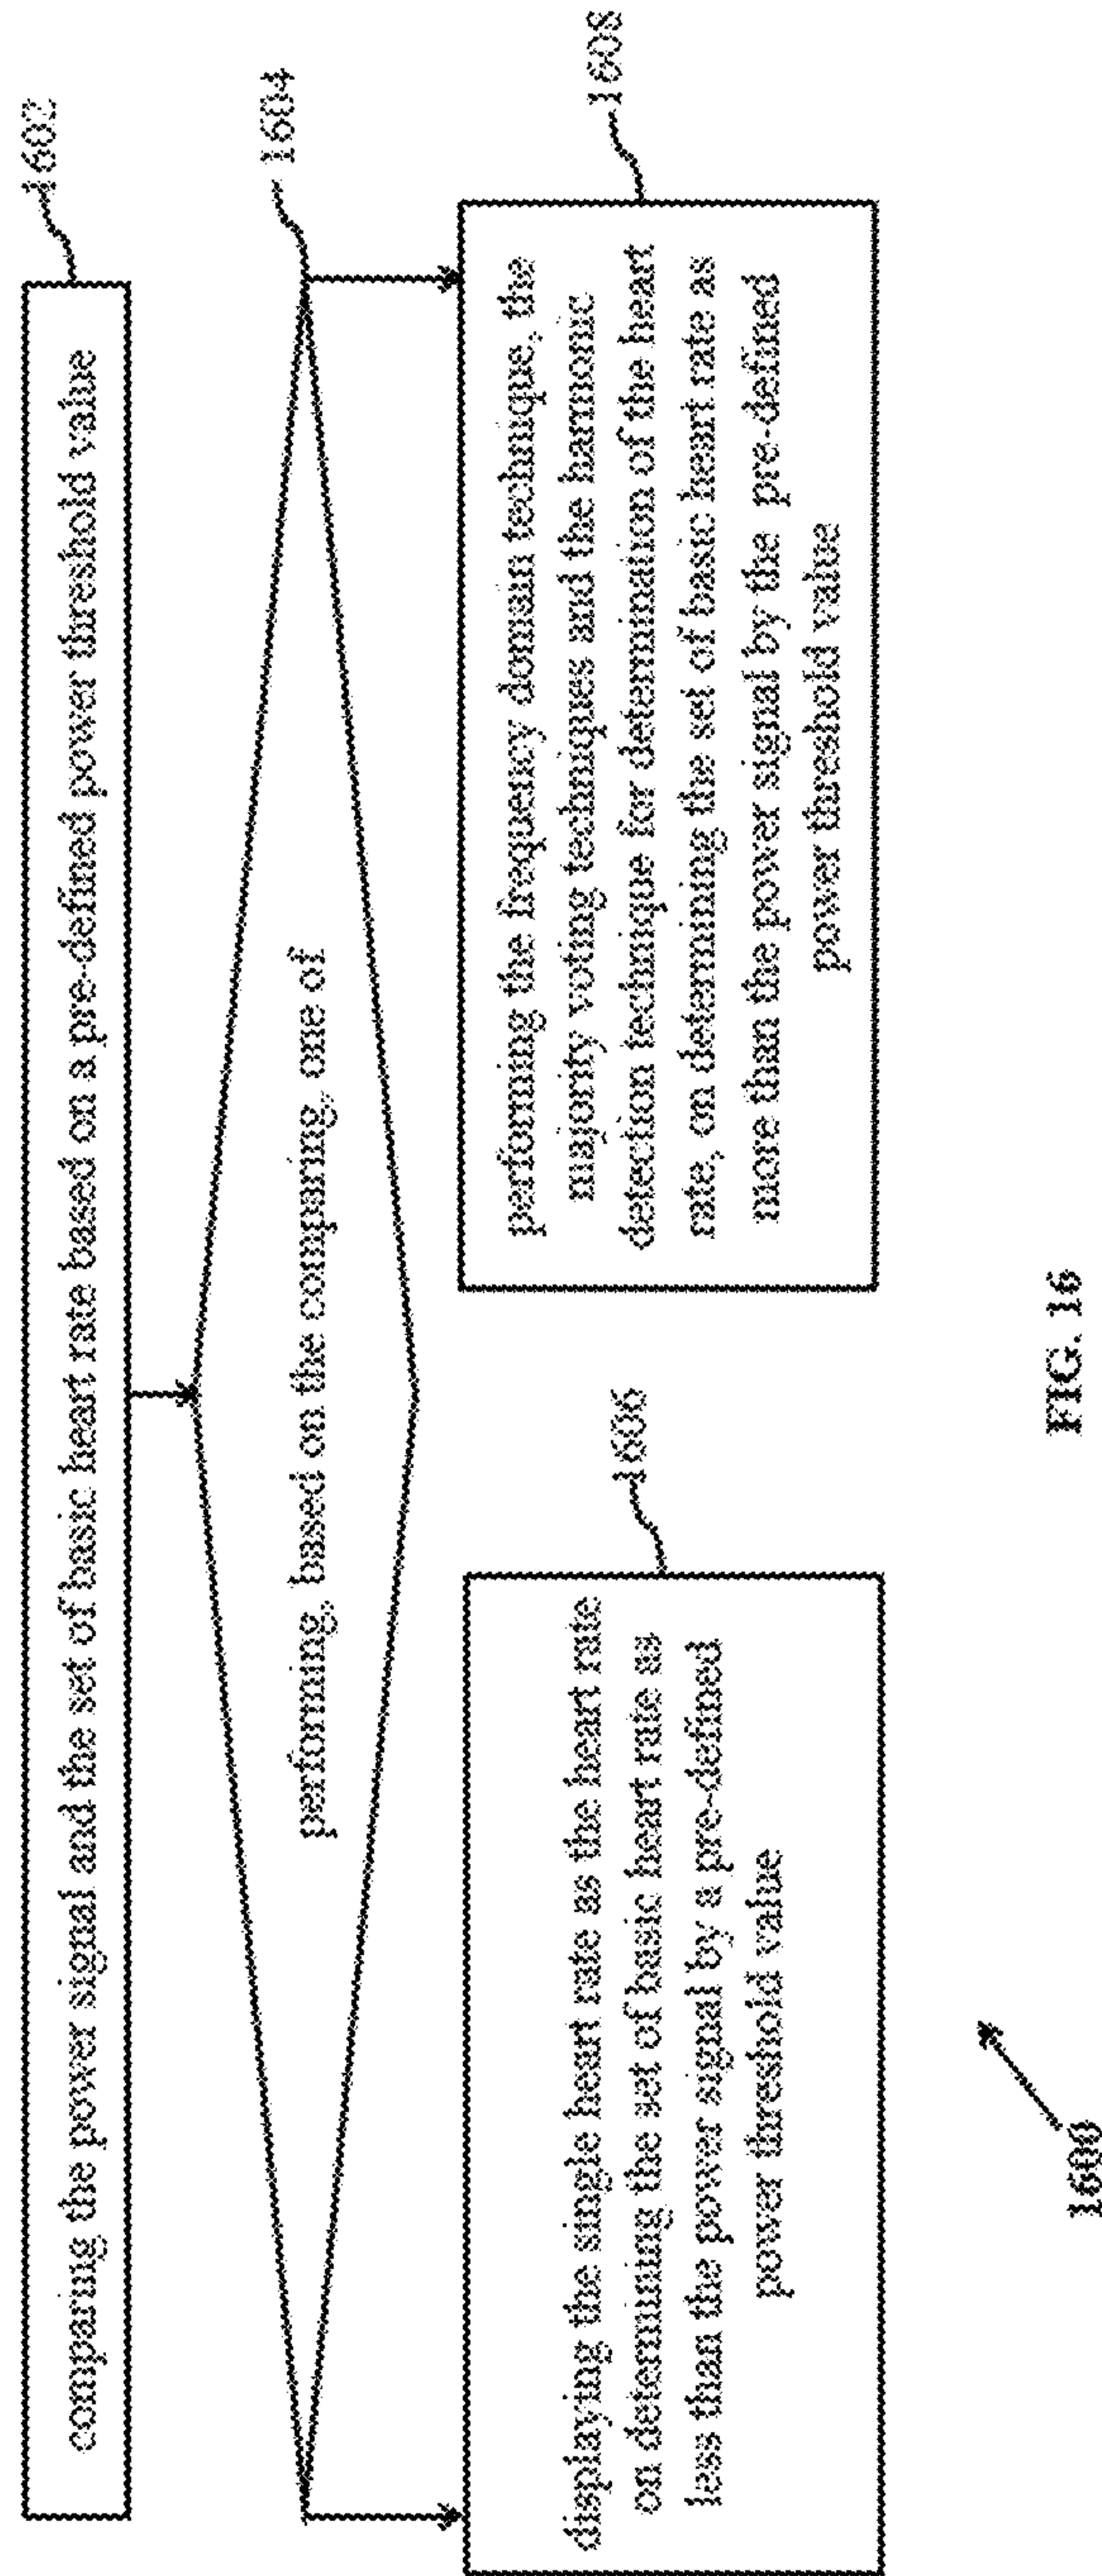 comparing the power signal and the set of basic heart rate based on a pre-defined power threshold value
1602
performing, based on the comparing, one of
1604
displaying the single heart rate as the heart rate
on determining the set of basic heart rate as
less than the power signal by a pre-defined
power threshold value
1606
performing the frequency domain technique, the
majority voting techniques and the harmonic
detection technique for determination of the heart
rate, on determining the set of basic heart rate as
more than the power signal by the pre-defined
power threshold value
1608
1600
FIG. 16